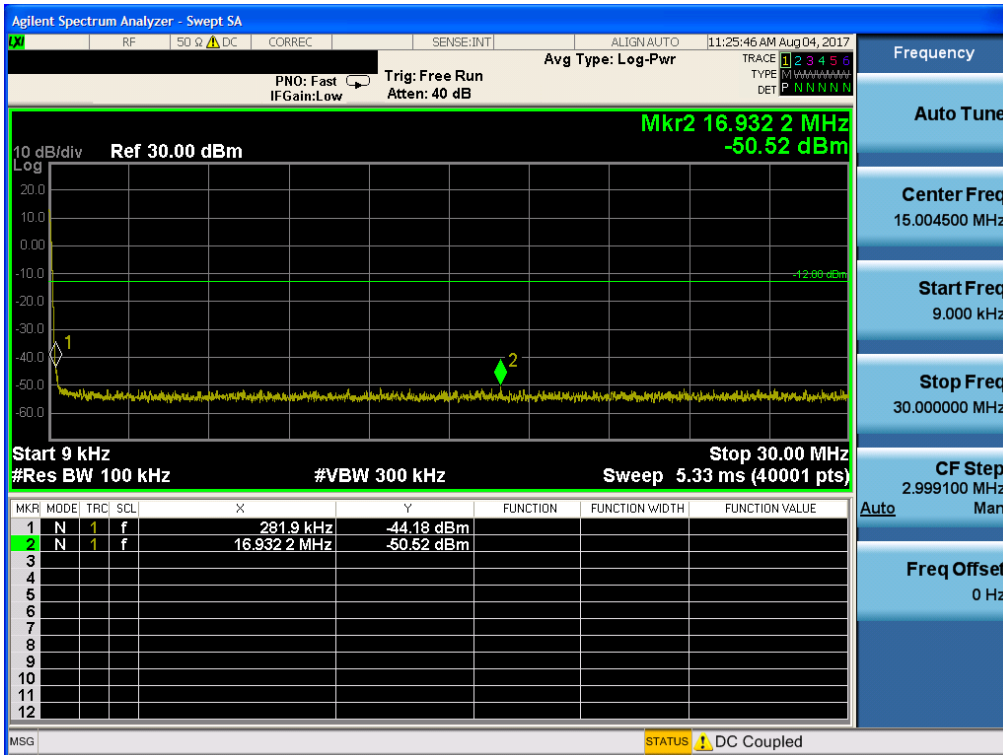 Agilent Spectrum Analyzer - Swept SA
LXI RF 50 Ω DC CORREC SENSE:INT ALIGN AUTO 11:25:46 AM Aug 04, 2017
Frequency
Avg Type: Log-Pwr
TRACE 1 2 3 4 5 6
TYPE M
DET P N N N N N
PNO: Fast
IFGain:Low
Trig: Free Run
Atten: 40 dB
Auto Tune
Mkr2 16.932 2 MHz
-50.52 dBm
10 dB/div
Log
Ref 30.00 dBm
20.0
10.0
0.00
-10.0
-20.0
-30.0
-40.0
-50.0
-60.0
-12.00 dBm
1
2
Center Freq
15.004500 MHz
Start Freq
9.000 kHz
Stop Freq
30.000000 MHz
Start 9 kHz
Stop 30.00 MHz
#Res BW 100 kHz
#VBW 300 kHz
Sweep 5.33 ms (40001 pts)
CF Step
2.999100 MHz
Auto Man
MKR MODE TRC SCL X Y FUNCTION FUNCTION WIDTH FUNCTION VALUE
1 N 1 f 281.9 kHz -44.18 dBm
2 N 1 f 16.932 2 MHz -50.52 dBm
3
4
5
6
7
8
9
10
11
12
Freq Offset
0 Hz
MSG
STATUS
DC Coupled